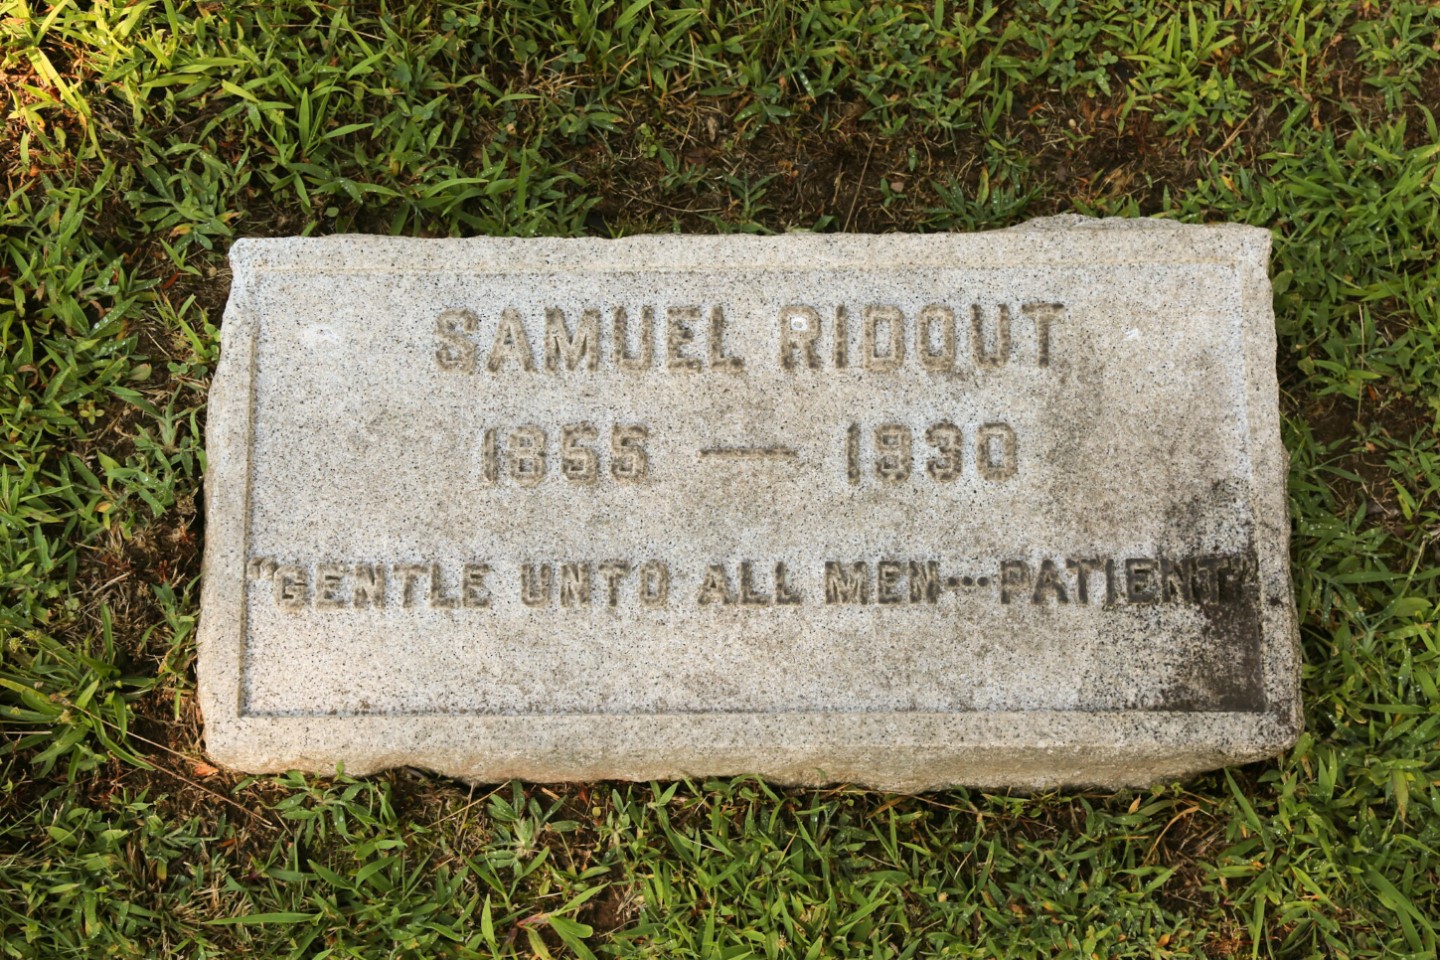 SAMUEL RIDOUT
1855 — 1930
"GENTLE UNTO ALL MEN---PATIENT"